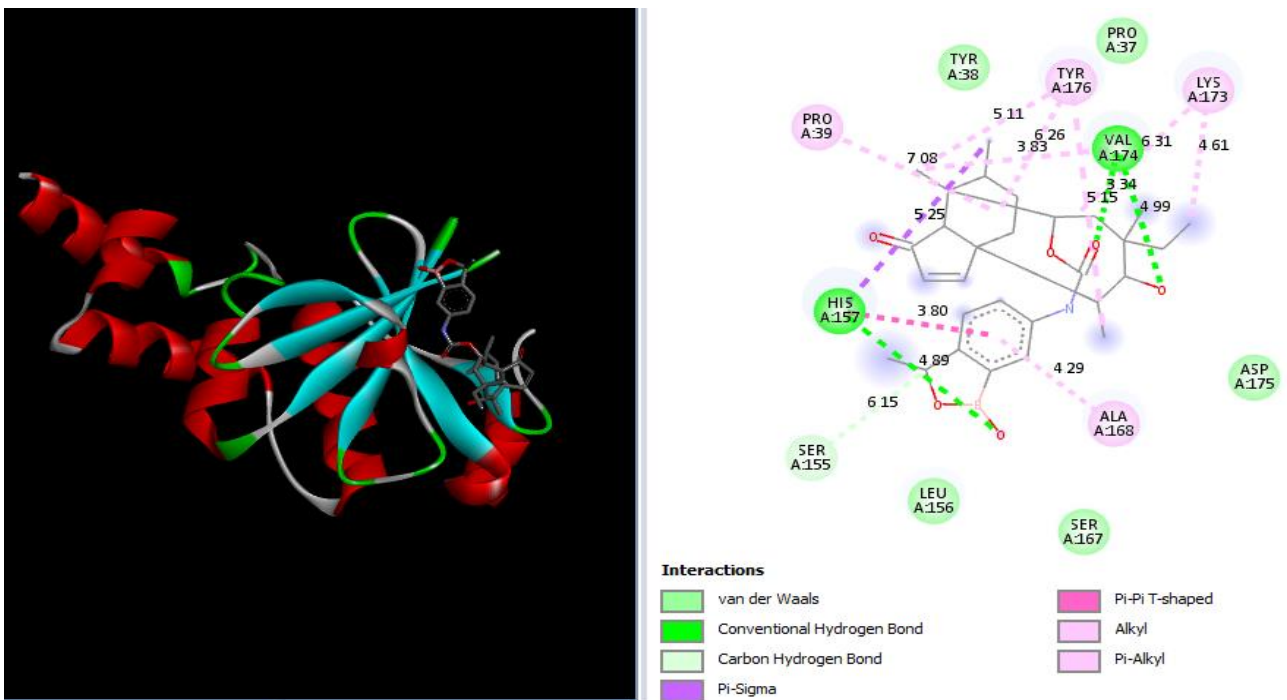 PRO
A:37
TYR
A:38
TYR
A:176
LYS
A:173
PRO
A:39
5 11
6 26
3 83
VAL
A:174
6 31
4 61
7 08
3 34
5 15
4 99
5 25
O
O
O
O
HIS
A:157
3 80
N
4 89
4 29
ASP
A:175
6 15
O
B
O
ALA
A:168
SER
A:155
LEU
A:156
SER
A:167
Interactions
van der Waals
Conventional Hydrogen Bond
Carbon Hydrogen Bond
Pi-Sigma
Pi-Pi T-shaped
Alkyl
Pi-Alkyl